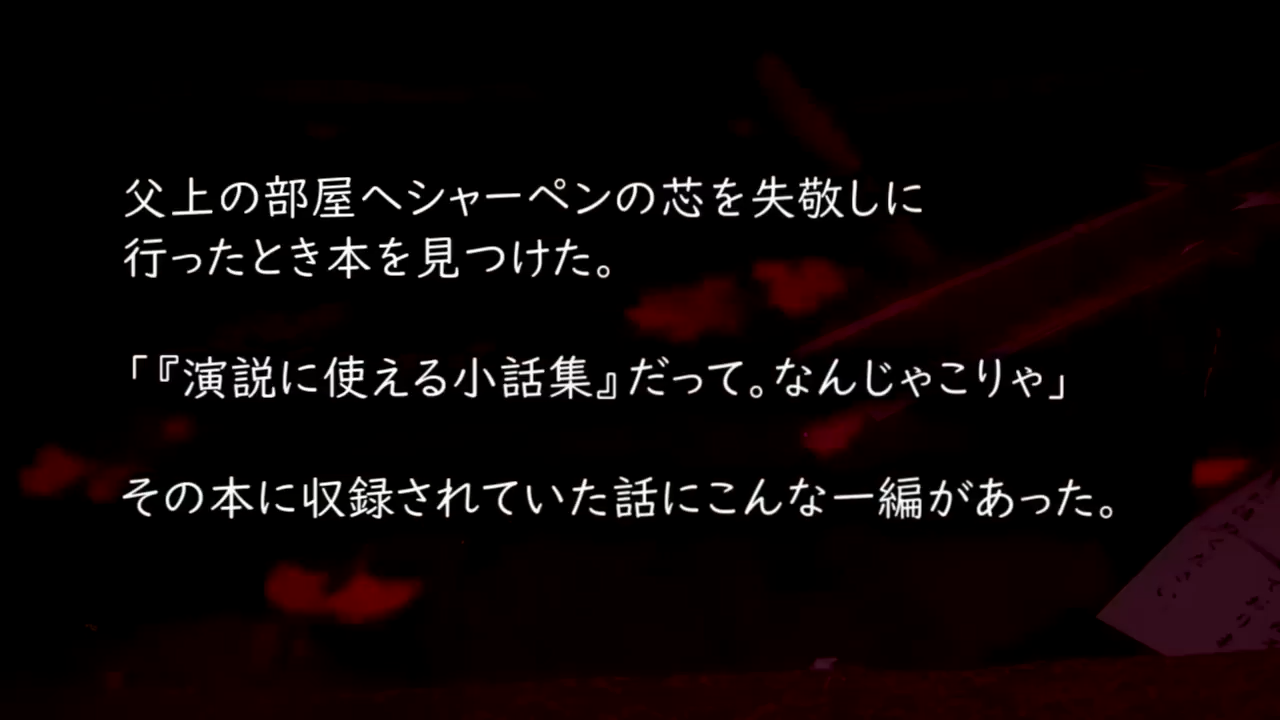 父上の部屋へシャーペンの芯を失敬しに
行ったとき本を見つけた。
「『演説に使える小話集』だって。なんじゃこりゃ」
その本に収録されていた話にこんな一編があった。